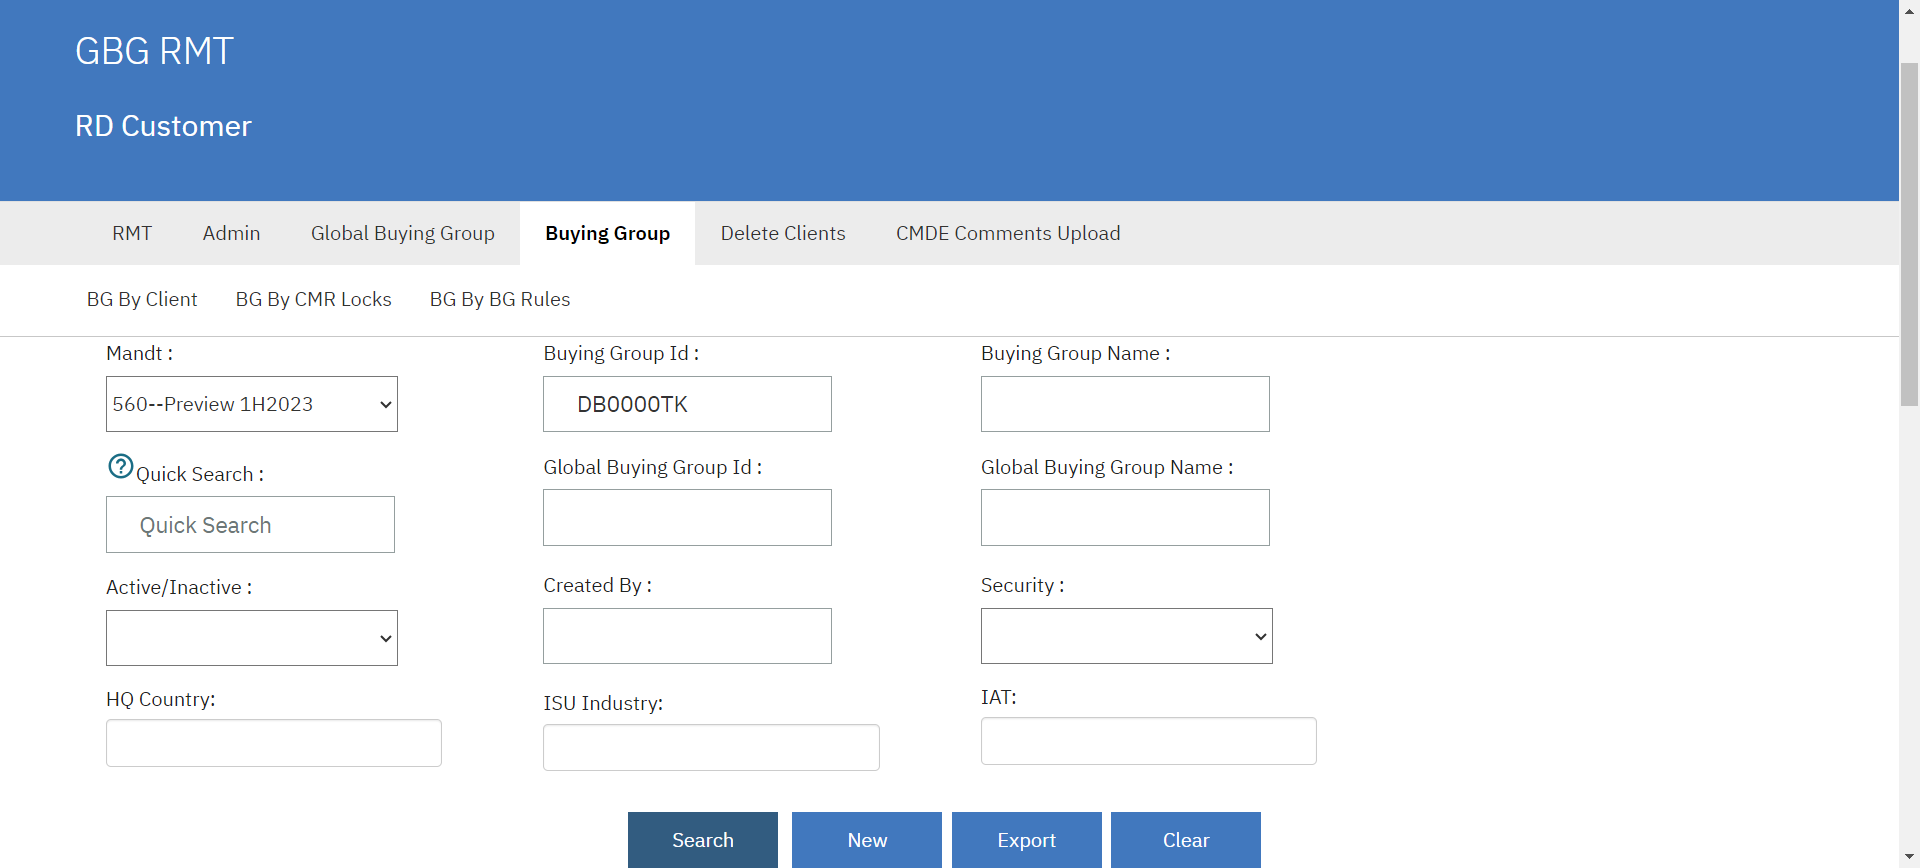 GBG RMT
RD Customer
RMT Admin Global Buying Group Buying Group Delete Clients CMDE Comments Upload
BG By Client BG By CMR Locks BG By BG Rules
Mandt : Buying Group Id : Buying Group Name :
560--Preview 1H2023 DB0000TK
Quick Search : Global Buying Group Id : Global Buying Group Name :
Quick Search
Active/Inactive : Created By : Security :
HQ Country: ISU Industry: IAT:
Search New Export Clear